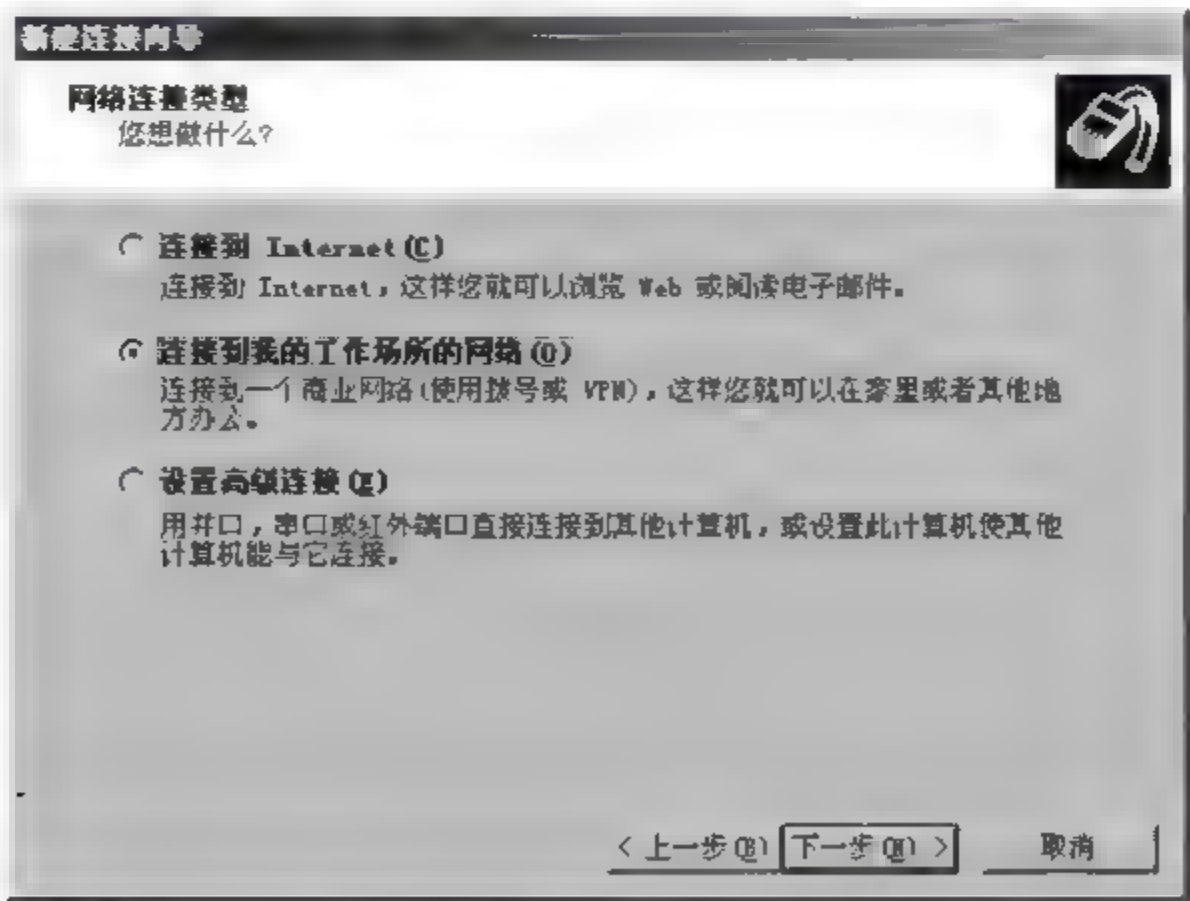 新建连接向导
网络连接类型
您想做什么?
连接到 Internet(C)
连接到 Internet，这样您就可以浏览 Web 或阅读电子邮件。
连接到我的工作场所的网络(O)
连接到一个商业网络(使用拨号或 VPN)，这样您就可以在家里或者其他地
方办公。
设置高级连接(E)
用并口，串口或红外端口直接连接到其他计算机，或设置此计算机使其他
计算机能与它连接。
< 上一步(B) 下一步(N) > 取消